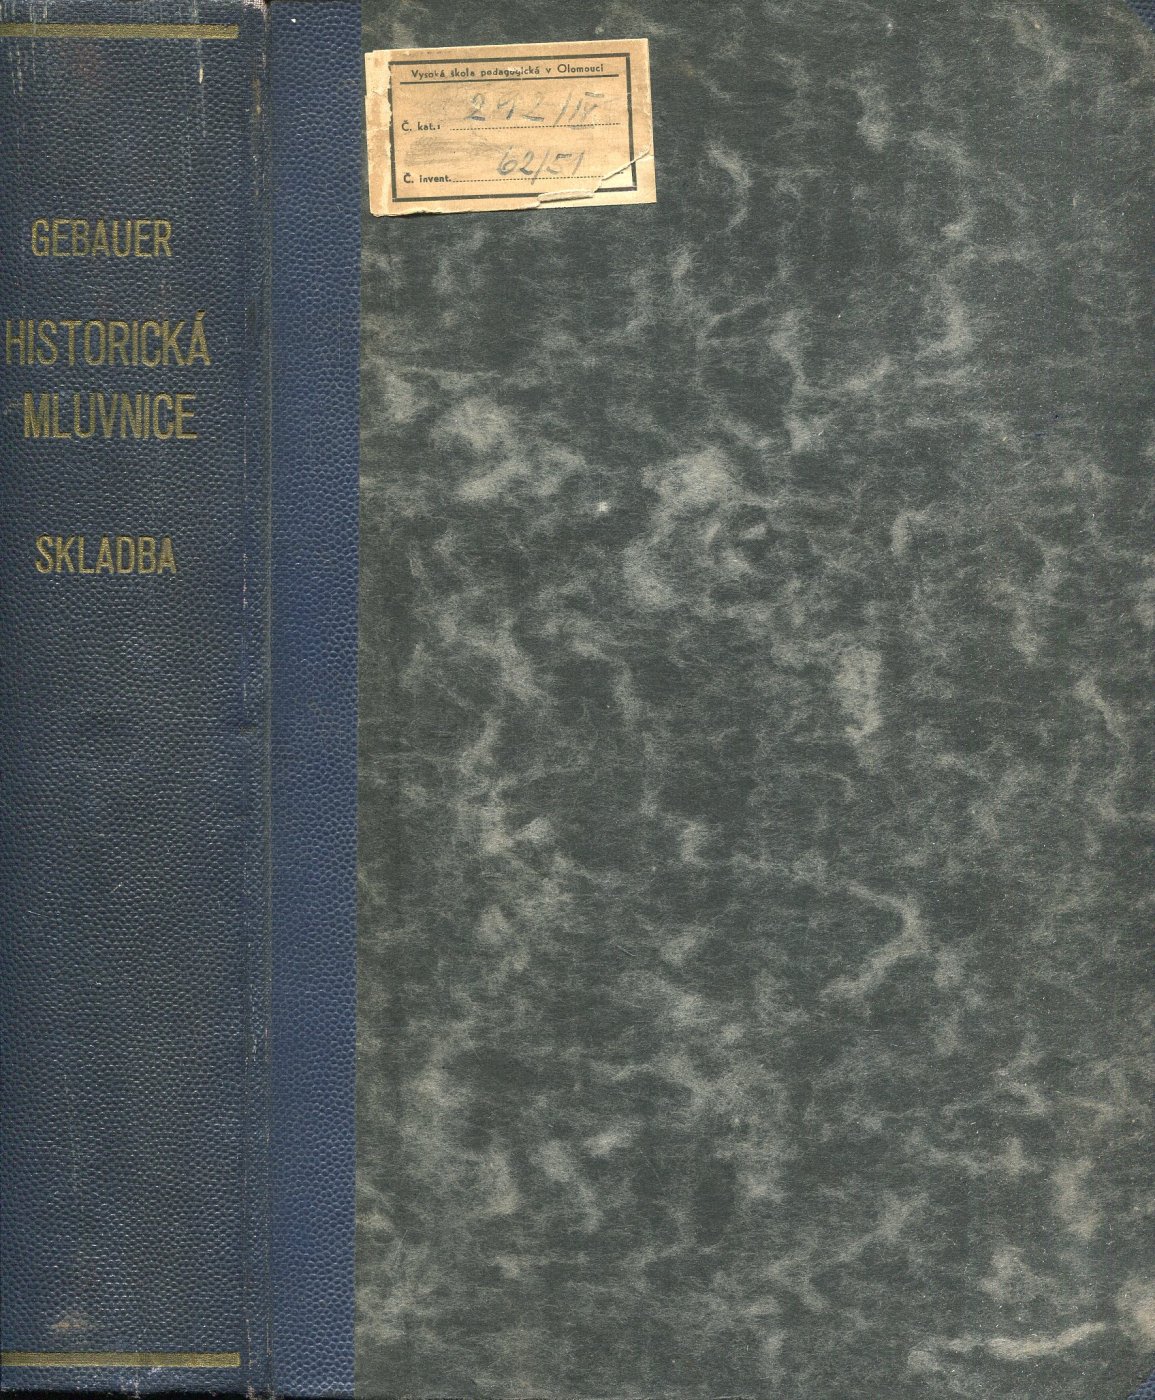 GEBAUER
HISTORICKÁ
MLUVNICE
SKLADBA
Vysoká škola pedagogická v Olomouci
Č. kat.:
Č. invent. 62/51